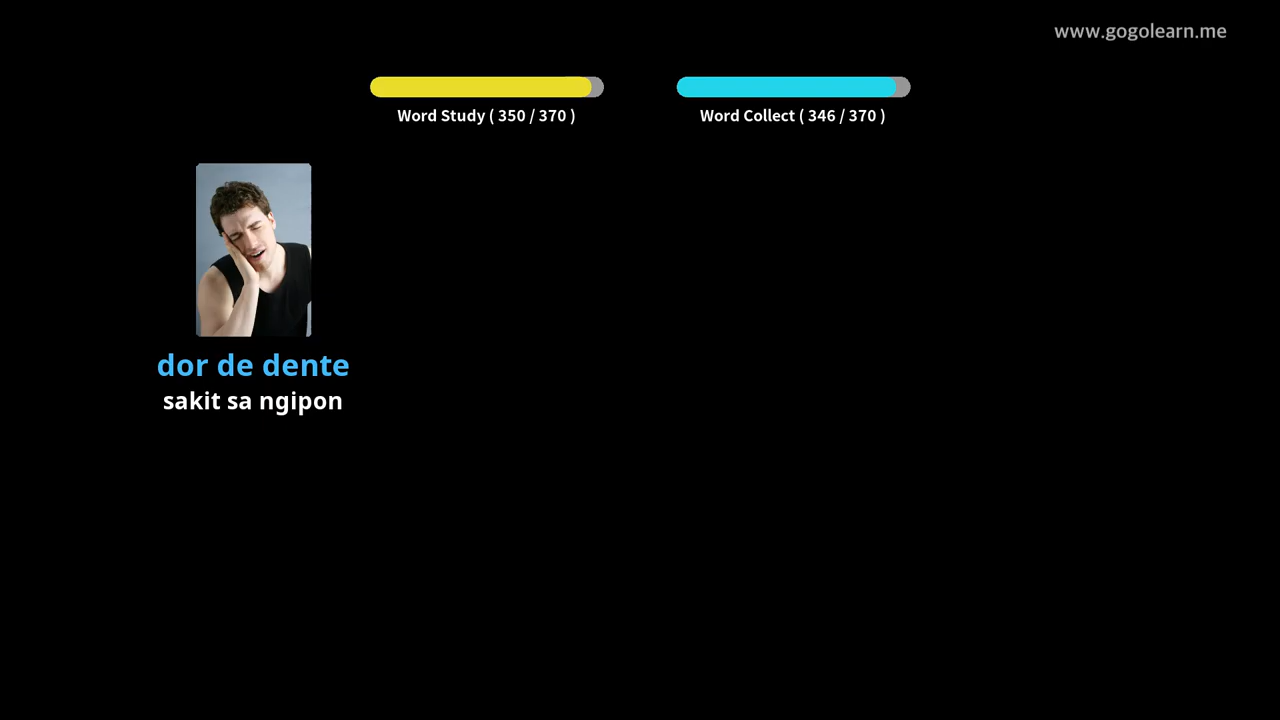 www.gogolearn.me
Word Study ( 350 / 370 )
Word Collect ( 346 / 370 )
dor de dente
sakit sa ngipon